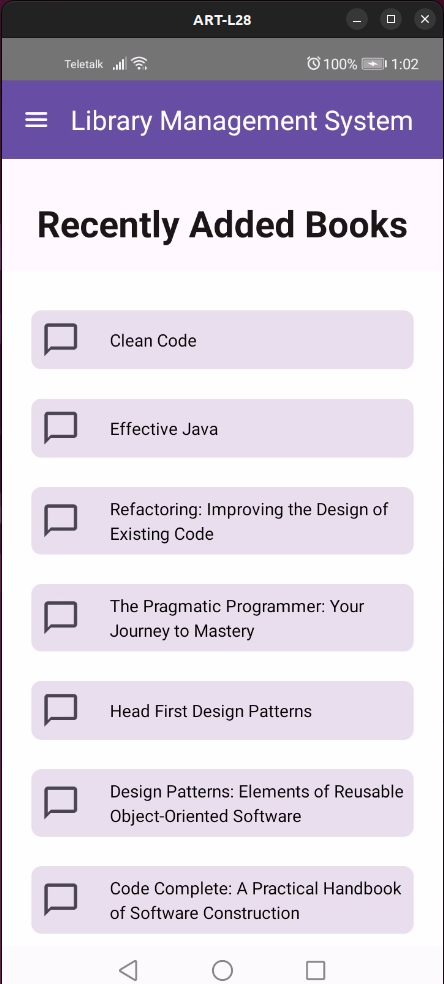 ART-L28
Teletalk 100% 1:02
Library Management System
Recently Added Books
Clean Code
Effective Java
Refactoring: Improving the Design of
Existing Code
The Pragmatic Programmer: Your
Journey to Mastery
Head First Design Patterns
Design Patterns: Elements of Reusable
Object-Oriented Software
Code Complete: A Practical Handbook
of Software Construction